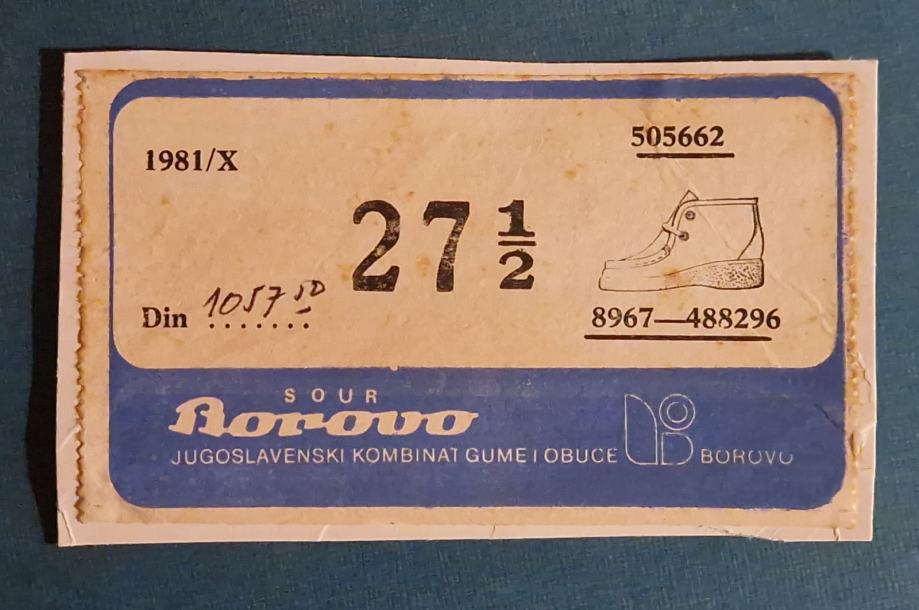 505662
1981/X
27 1/2
Din 1057 50
8967—488296
SOUR
Borovo
JUGOSLAVENSKI KOMBINAT GUME I OBUĆE BOROVO